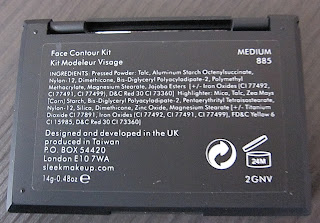 Face Contour Kit
Kit Modeleur Visage
MEDIUM
885
INGREDIENTS: Pressed Powder: Talc, Aluminum Starch Octenylsuccinate,
Nylon-12, Dimethicone, Bis-Diglyceryl Polyacyladipate-2, Polymethyl
Methacrylate, Magnesium Stearate, Jojoba Esters [+/- Iron Oxides (CI 77492,
CI 77491, CI 77499), D&C Red 30 CI 73360] Highlighter: Mica, Talc, Zea Mays
(Corn) Starch, Bis-Diglyceryl Polyacyladipate-2, Pentaerythrityl Tetraisostearate,
Nylon-12, Silica, Dimethicone, Zinc Oxide, Magnesium Stearate [+/- Titanium
Dioxide CI 77891, Iron Oxides (CI 77492, CI 77491, CI 77499), FD&C Yellow 6
CI 15985, D&C Red 30 CI 73360]
Designed and developed in the UK
produced in Taiwan
P.O. BOX 54420
London E10 7WA
sleekmakeup.com
14g-0.48oz e
24M
2GNV